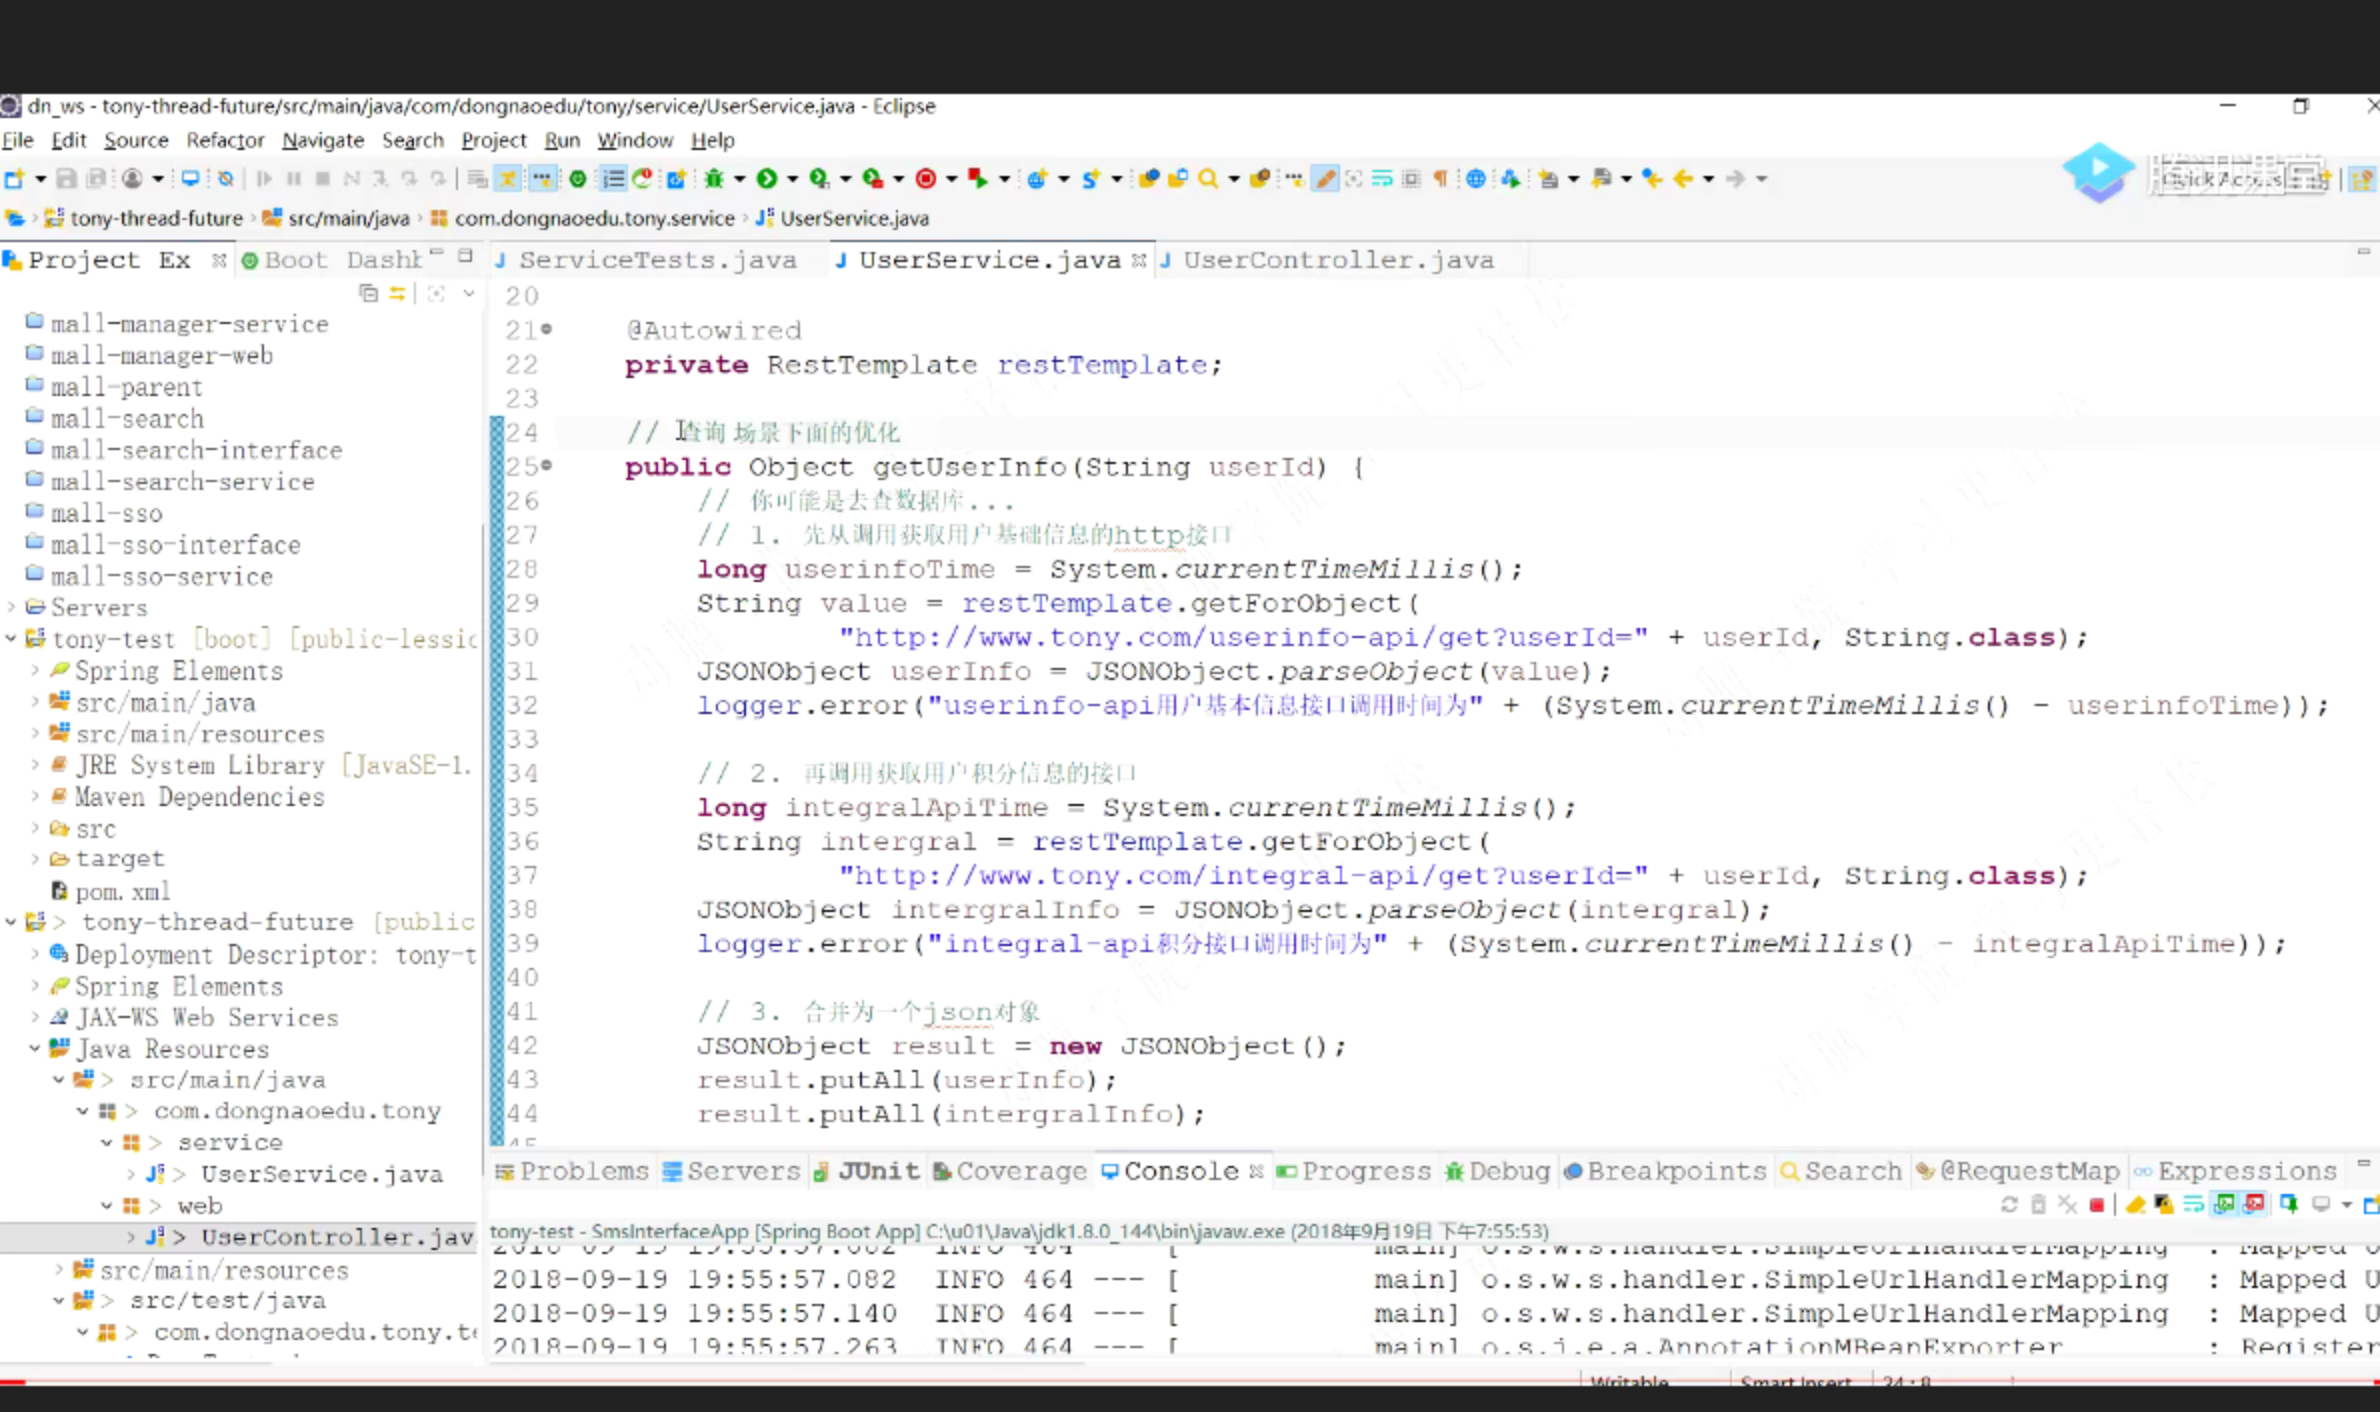 dn_ws - tony-thread-future/src/main/java/com/dongnaoedu/tony/service/UserService.java - Eclipse
File Edit Source Refactor Navigate Search Project Run Window Help
腾讯课堂
tony-thread-future src/main/java com.dongnaoedu.tony.service UserService.java
Project Ex Boot Dashb
ServiceTests.java UserService.java UserController.java
mall-manager-service
mall-manager-web
mall-parent
mall-search
mall-search-interface
mall-search-service
mall-sso
mall-sso-interface
mall-sso-service
Servers
tony-test [boot] [public-lessic
Spring Elements
src/main/java
src/main/resources
JRE System Library [JavaSE-1.
Maven Dependencies
src
target
pom.xml
> tony-thread-future [public
Deployment Descriptor: tony-t
Spring Elements
JAX-WS Web Services
Java Resources
> src/main/java
> com.dongnaoedu.tony
> service
> UserService.java
> web
> UserController.jav
src/main/resources
> src/test/java
> com.dongnaoedu.tony.te
20
21 @Autowired
22 private RestTemplate restTemplate;
23
24 // 查询 场景下面的优化
25 public Object getUserInfo(String userId) {
26 // 你可能是去查数据库...
27 // 1. 先从调用获取用户基础信息的http接口
28 long userinfoTime = System.currentTimeMillis();
29 String value = restTemplate.getForObject(
30 "http://www.tony.com/userinfo-api/get?userId=" + userId, String.class);
31 JSONObject userInfo = JSONObject.parseObject(value);
32 logger.error("userinfo-api用户基本信息接口调用时间为" + (System.currentTimeMillis() - userinfoTime));
33
34 // 2. 再调用获取用户积分信息的接口
35 long integralApiTime = System.currentTimeMillis();
36 String intergral = restTemplate.getForObject(
37 "http://www.tony.com/integral-api/get?userId=" + userId, String.class);
38 JSONObject intergralInfo = JSONObject.parseObject(intergral);
39 logger.error("integral-api积分接口调用时间为" + (System.currentTimeMillis() - integralApiTime));
40
41 // 3. 合并为一个json对象
42 JSONObject result = new JSONObject();
43 result.putAll(userInfo);
44 result.putAll(intergralInfo);
45
Problems Servers JUnit Coverage Console Progress Debug Breakpoints Search @RequestMap Expressions
tony-test - SmsInterfaceApp [Spring Boot App] C:\u01\Java\jdk1.8.0_144\bin\javaw.exe (2018年9月19日 下午7:55:53)
2018-09-19 19:55:57.082 INFO 464 --- [ main] o.s.w.s.handler.SimpleUrlHandlerMapping : Mapped U
2018-09-19 19:55:57.082 INFO 464 --- [ main] o.s.w.s.handler.SimpleUrlHandlerMapping : Mapped U
2018-09-19 19:55:57.140 INFO 464 --- [ main] o.s.w.s.handler.SimpleUrlHandlerMapping : Mapped U
2018-09-19 19:55:57.263 INFO 464 --- [ main] o.s.j.e.a.AnnotationMBeanExporter : Register
Writable Smart Insert 24 : 8